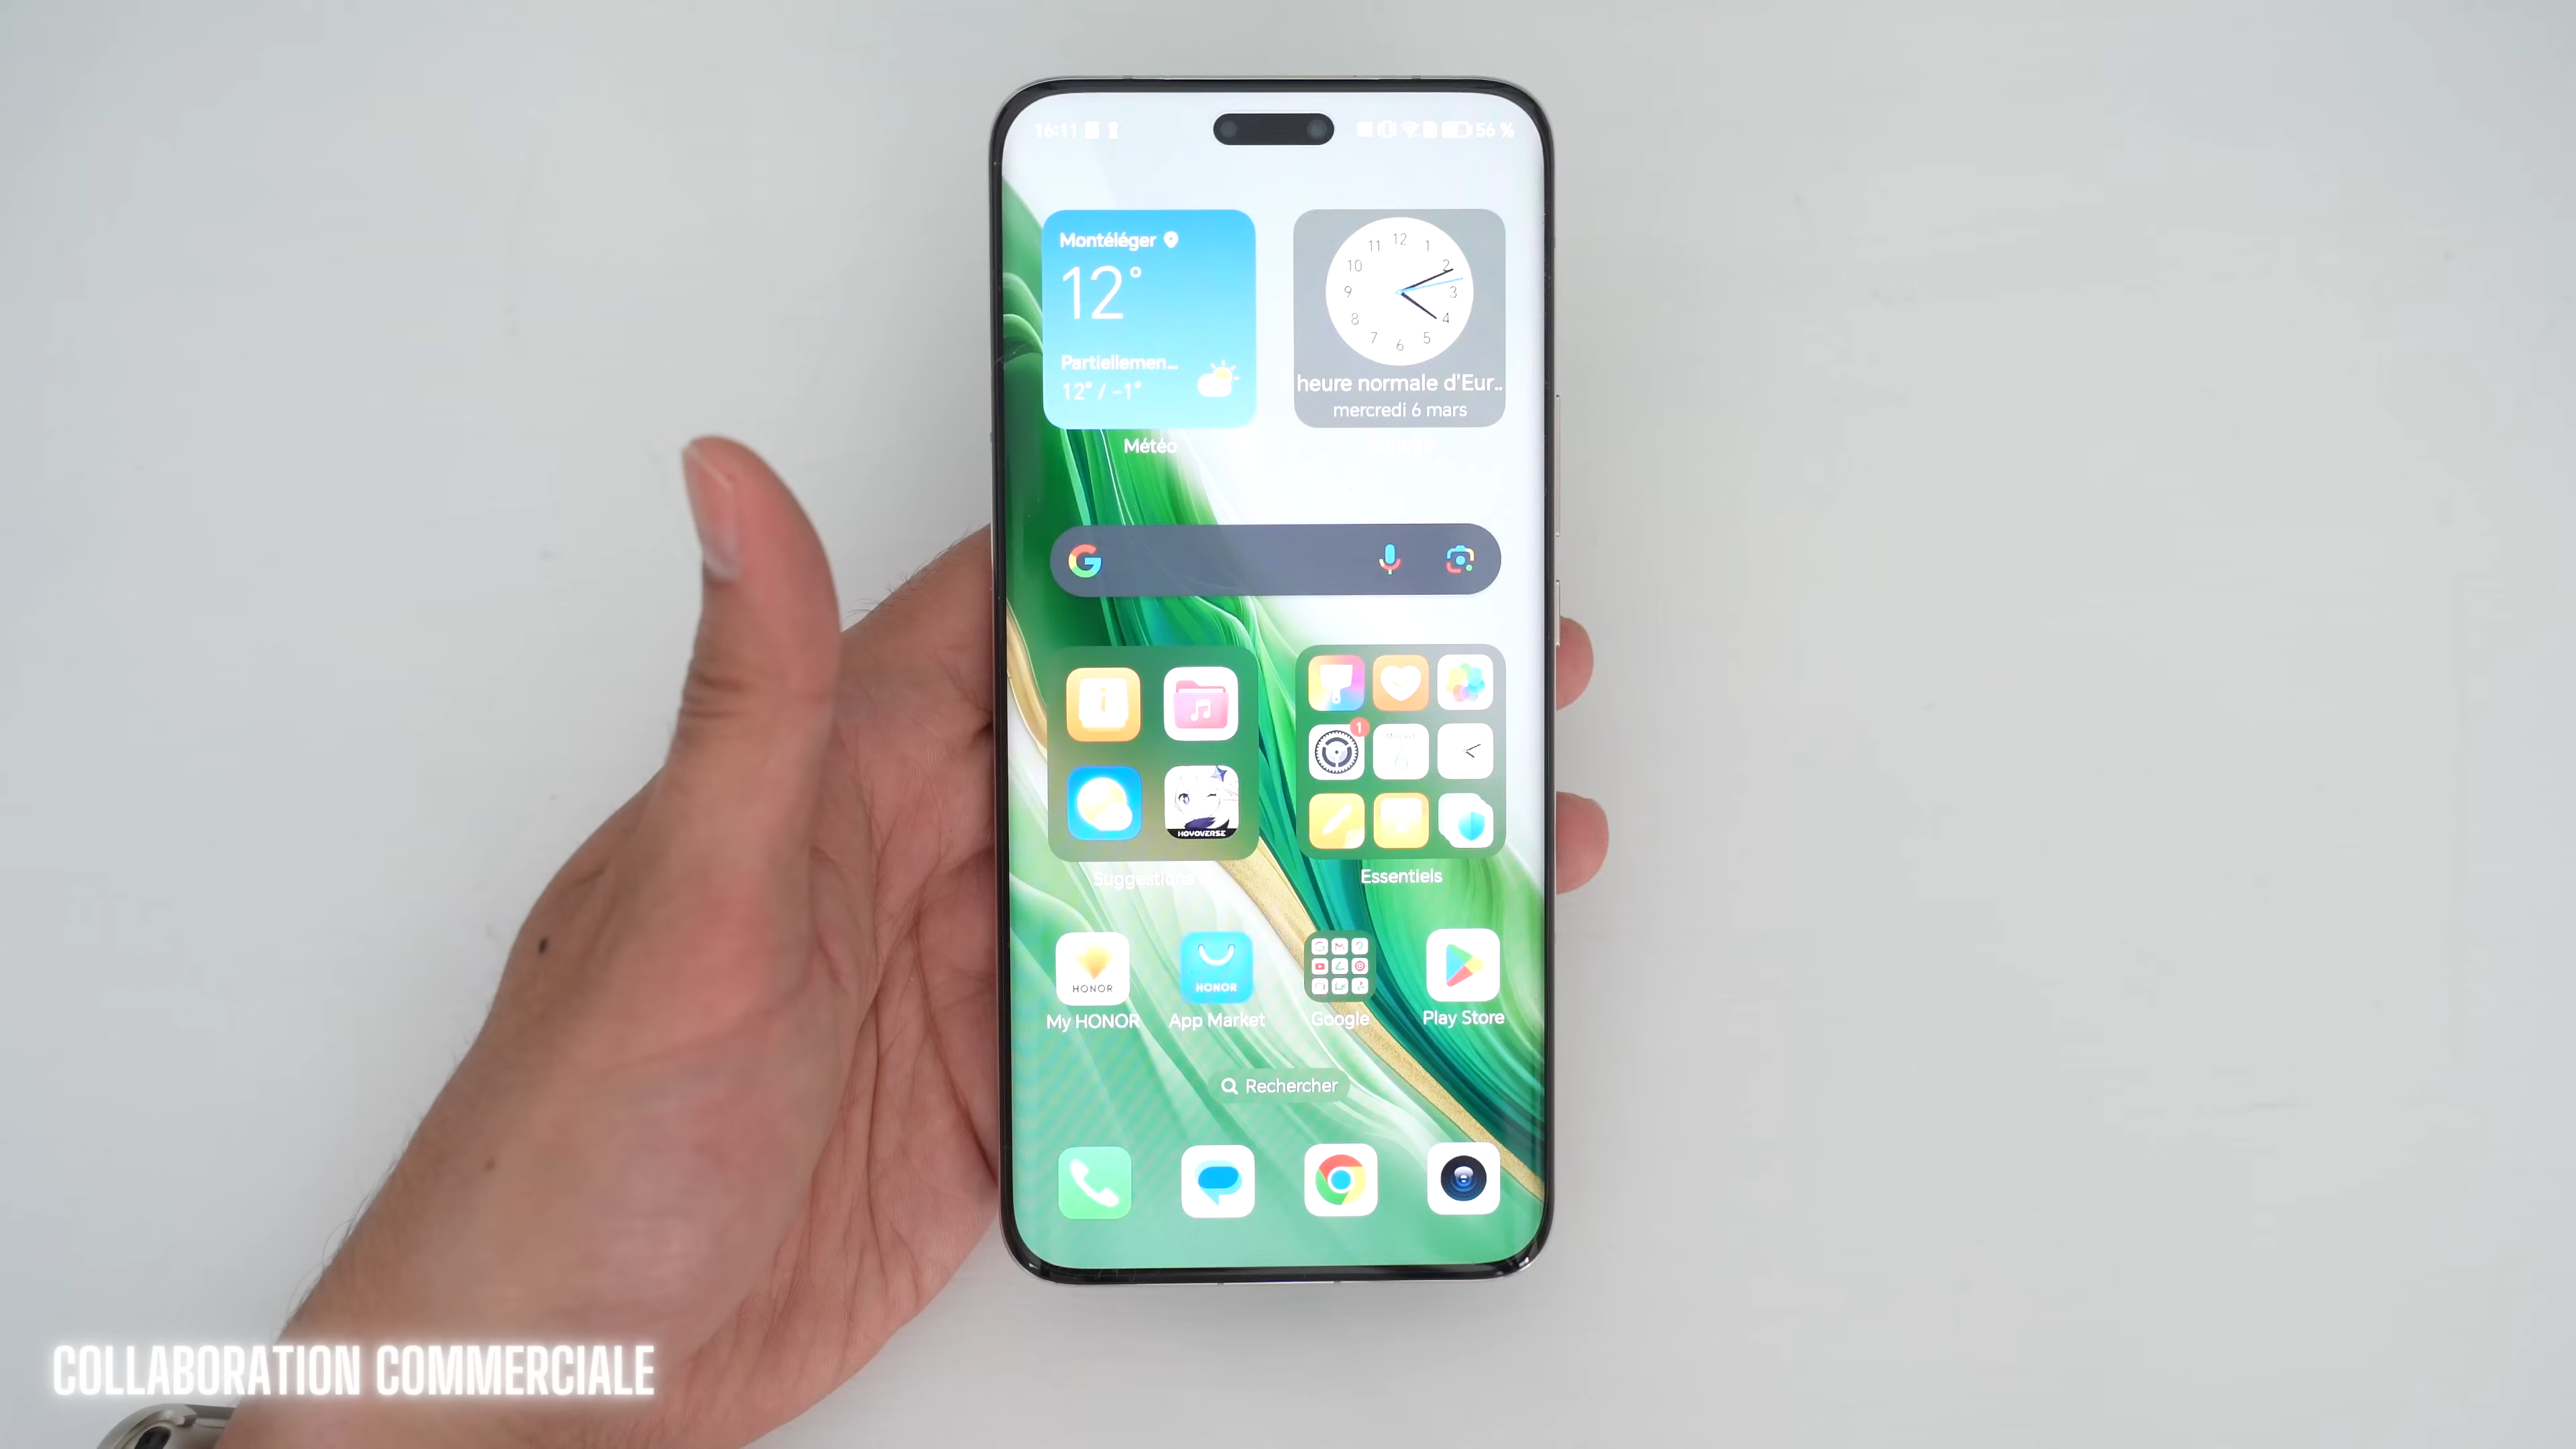 16:11
56 %
Montéléger
12°
Partiellemen...
12° / -1°
Météo
12
1
2
3
4
5
6
7
8
9
10
11
heure normale d'Eur..
mercredi 6 mars
HOYOVERSE
1
Suggestions
Essentiels
HONOR
HONOR
My HONOR
App Market
Google
Play Store
Rechercher
COLLABORATION COMMERCIALE